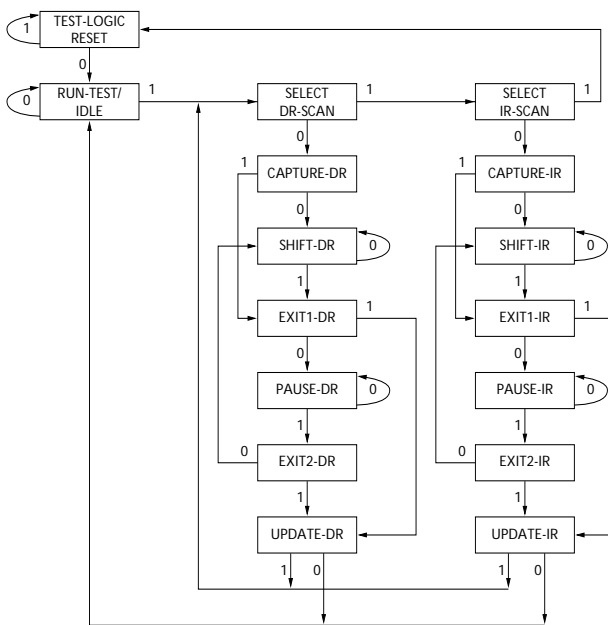 TEST-LOGIC
RESET
1
0
RUN-TEST/
IDLE
0
1
SELECT
DR-SCAN
1
SELECT
IR-SCAN
1
0
0
CAPTURE-DR
1
CAPTURE-IR
1
0
0
SHIFT-DR
0
SHIFT-IR
0
1
1
EXIT1-DR
1
EXIT1-IR
1
0
0
PAUSE-DR
0
PAUSE-IR
0
1
1
0
EXIT2-DR
0
EXIT2-IR
1
1
UPDATE-DR
UPDATE-IR
1
0
1
0